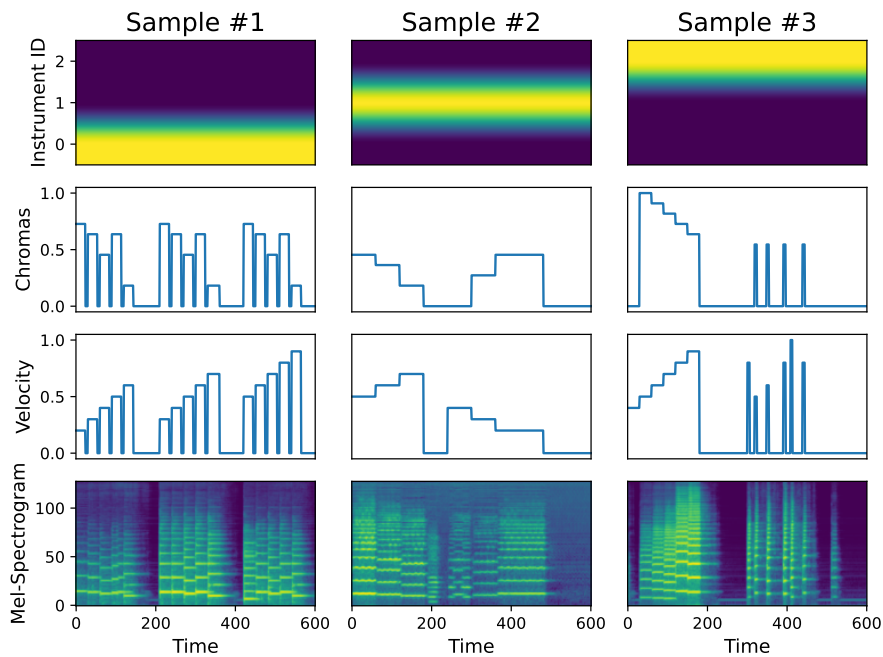 Sample #1 Sample #2 Sample #3
Instrument ID
2
1
0
Chromas
1.0
0.5
0.0
Velocity
1.0
0.5
0.0
Mel-Spectrogram
100
50
0
0 200 400 600 0 200 400 600 0 200 400 600
Time Time Time